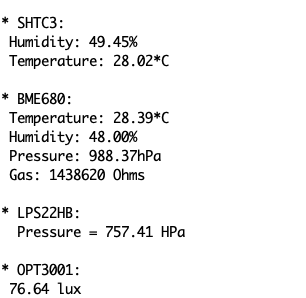 * SHTC3:
Humidity: 49.45%
Temperature: 28.02*C
* BME680:
Temperature: 28.39*C
Humidity: 48.00%
Pressure: 988.37hPa
Gas: 1438620 Ohms
* LPS22HB:
Pressure = 757.41 HPa
* OPT3001:
76.64 lux